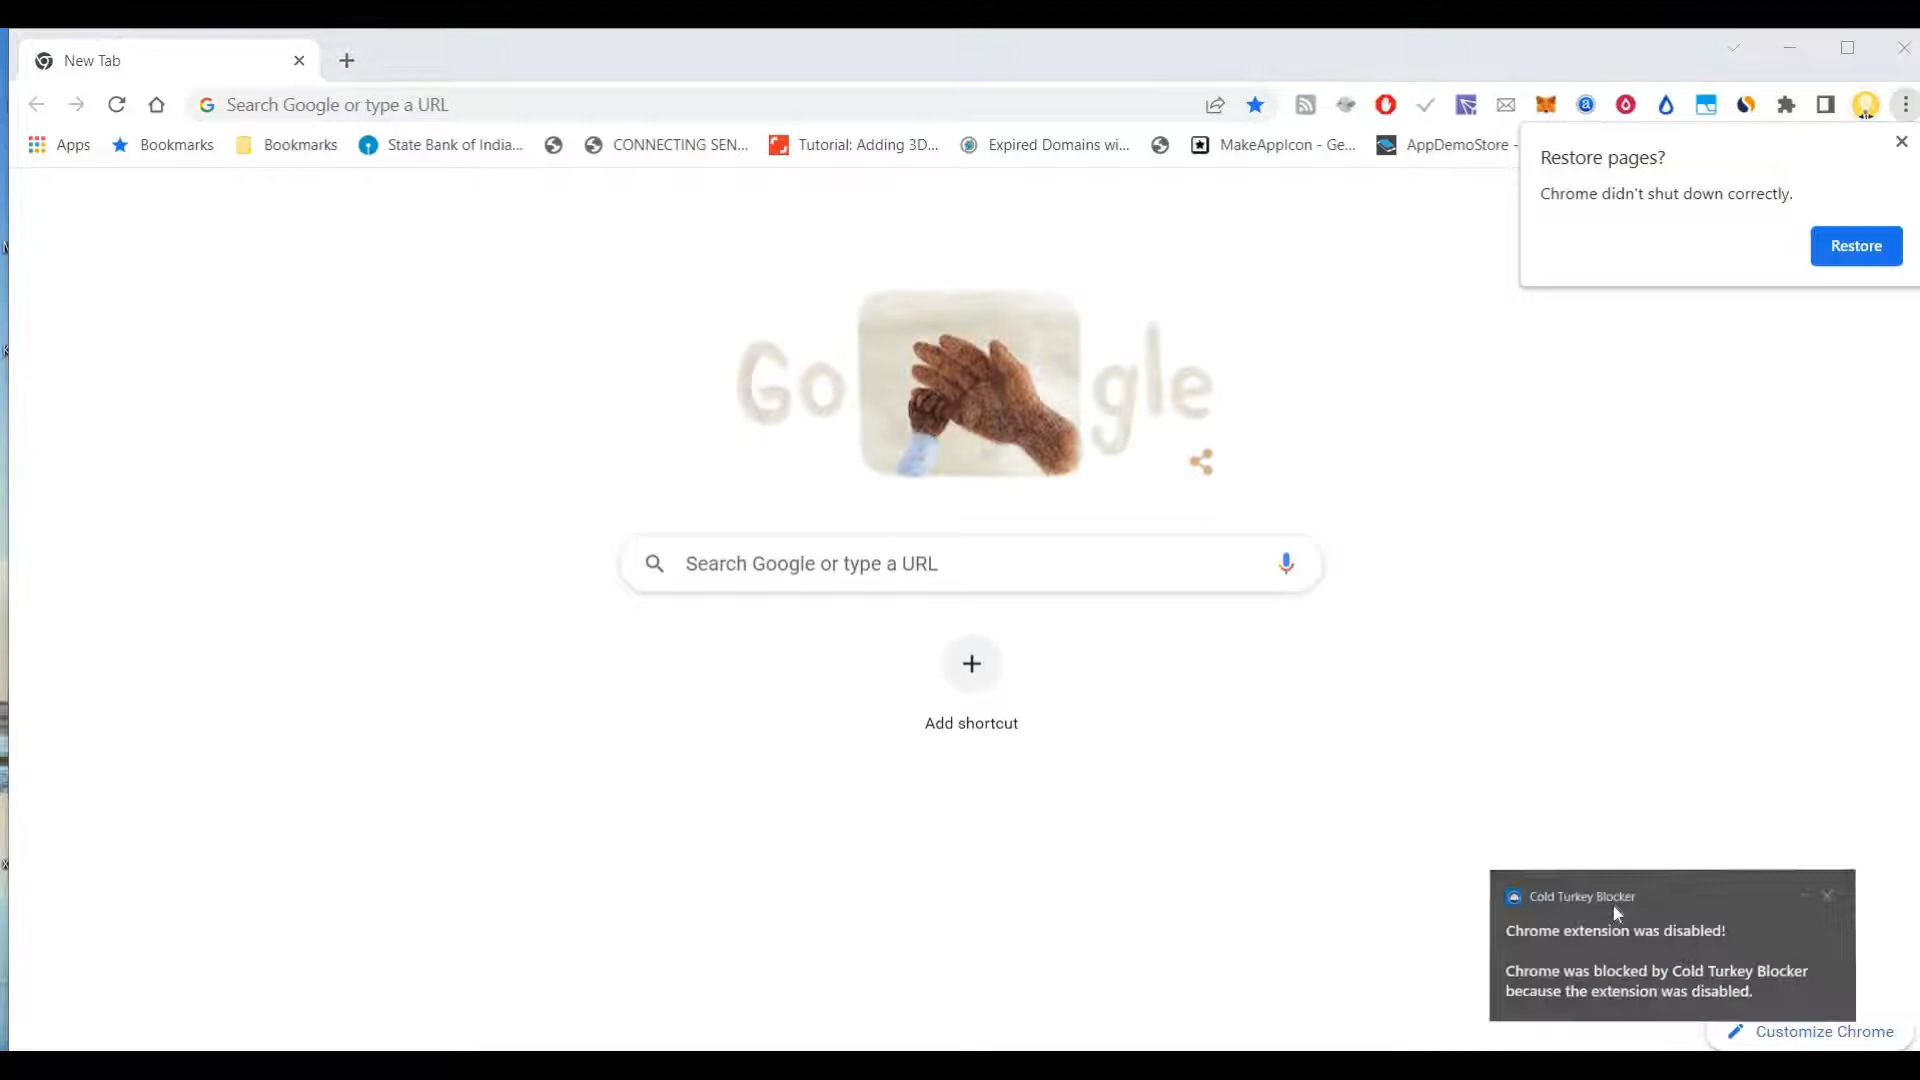 New Tab
Search Google or type a URL
Apps Bookmarks Bookmarks State Bank of India... CONNECTING SEN... Tutorial: Adding 3D... Expired Domains wi... MakeAppIcon - Ge... AppDemoStore -
Restore pages?
Chrome didn't shut down correctly.
Restore
Go gle
Search Google or type a URL
Add shortcut
Cold Turkey Blocker
Chrome extension was disabled!
Chrome was blocked by Cold Turkey Blocker
because the extension was disabled.
Customize Chrome